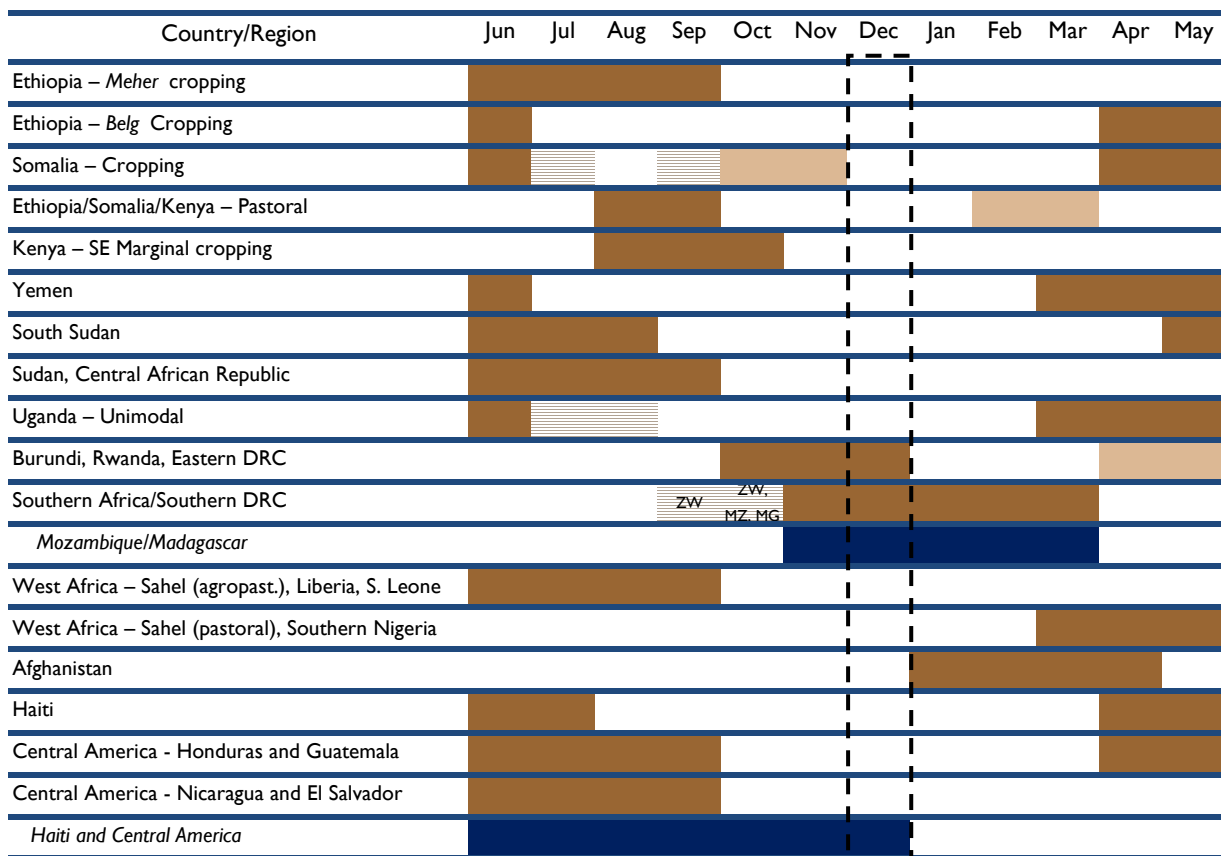 Country/Region Jun Jul Aug Sep Oct Nov Dec Jan Feb Mar Apr May
Ethiopia – Meher cropping
Ethiopia – Belg Cropping
Somalia – Cropping
Ethiopia/Somalia/Kenya – Pastoral
Kenya – SE Marginal cropping
Yemen
South Sudan
Sudan, Central African Republic
Uganda – Unimodal
Burundi, Rwanda, Eastern DRC
Southern Africa/Southern DRC ZW ZW,
MZ. MG
Mozambique/Madagascar
West Africa – Sahel (agropast.), Liberia, S. Leone
West Africa – Sahel (pastoral), Southern Nigeria
Afghanistan
Haiti
Central America - Honduras and Guatemala
Central America - Nicaragua and El Salvador
Haiti and Central America